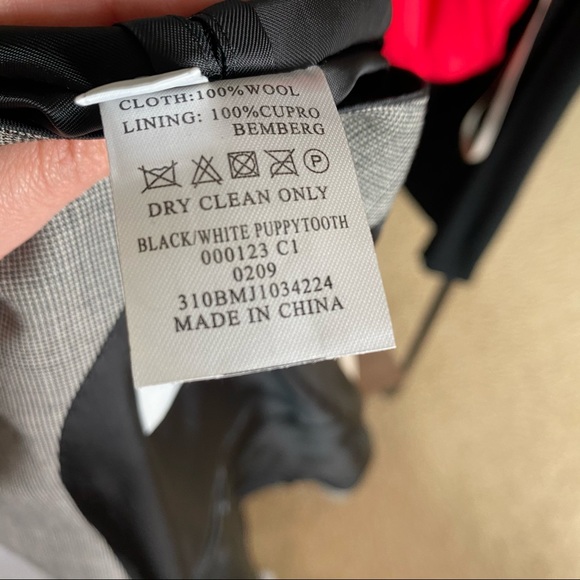 CLOTH:100%WOOL
LINING: 100%CUPRO
BEMBERG
P
DRY CLEAN ONLY
BLACK/WHITE PUPPYTOOTH
000123 C1
0209
310BMJ1034224
MADE IN CHINA